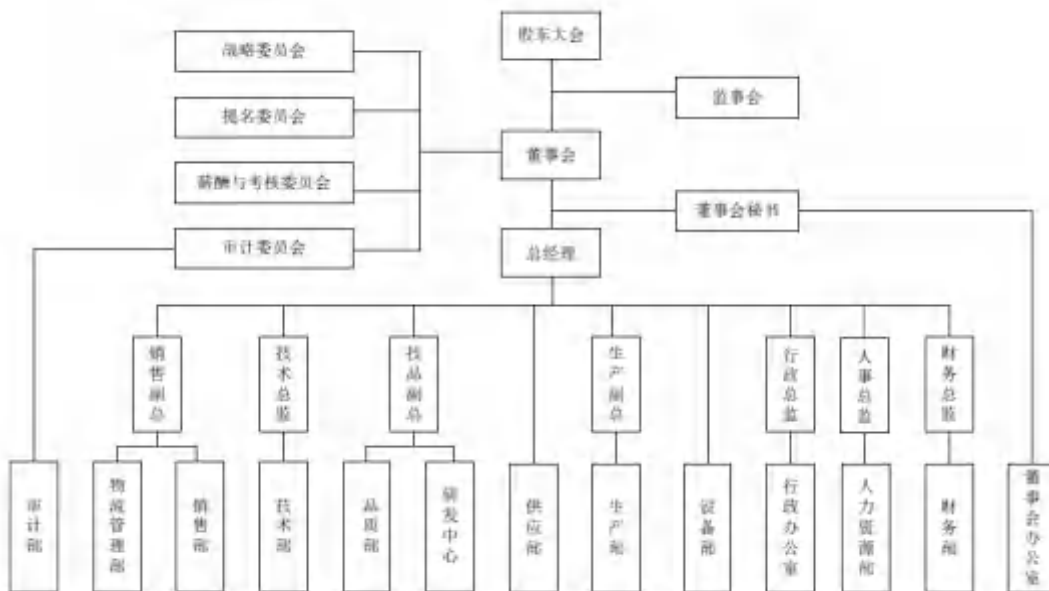 股东大会
战略委员会
监事会
提名委员会
董事会
薪酬与考核委员会
董事会秘书
审计委员会
总经理
销售副总
技术总监
技品副总
生产副总
行政总监
人事总监
财务总监
审计部
物流管理部
销售部
技术部
品质部
研发中心
供应部
生产部
设备部
行政办公室
人力资源部
财务部
董事会办公室